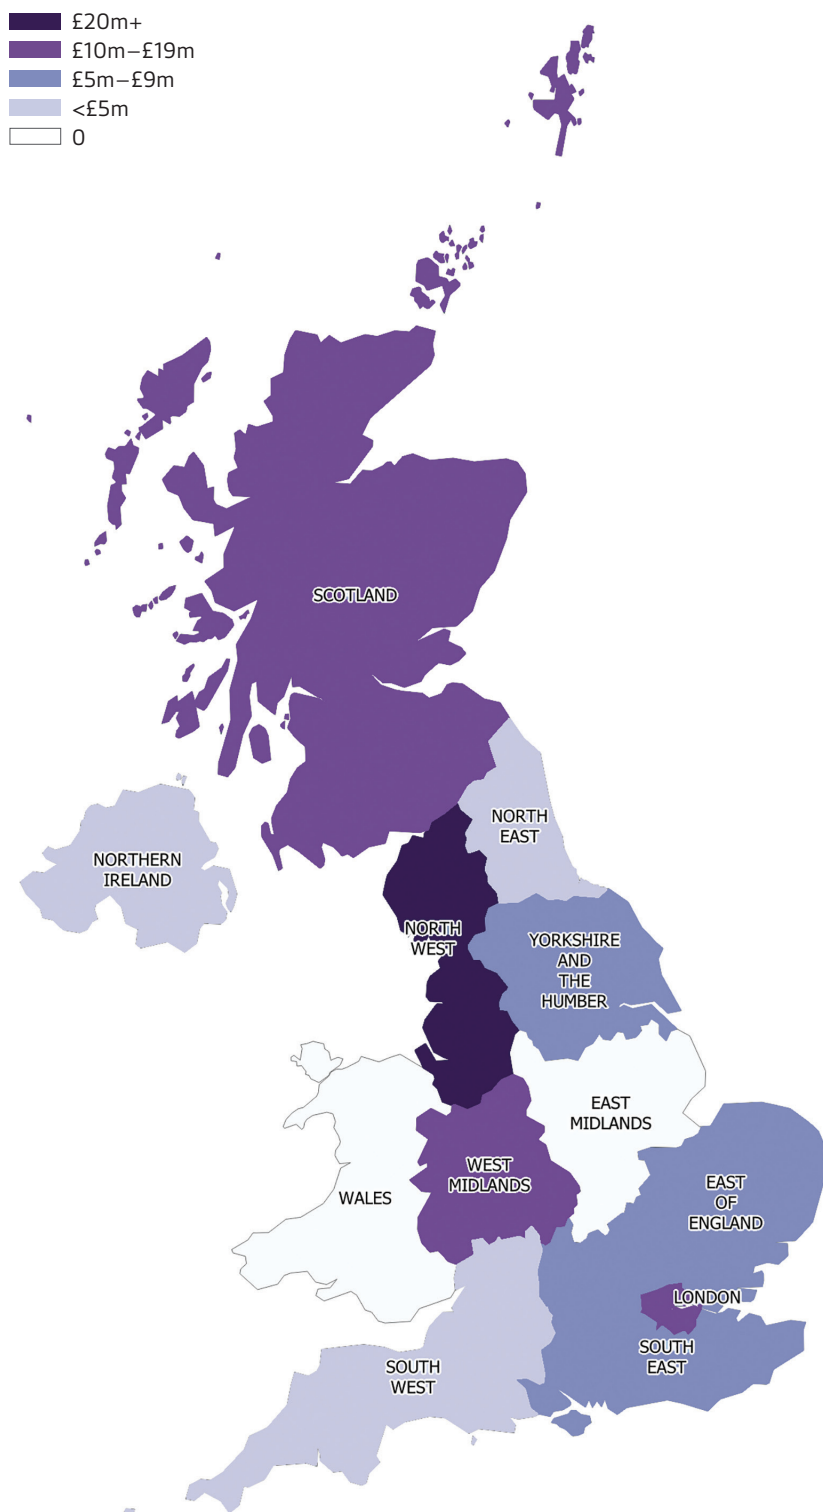 £20m+
£10m–£19m
£5m–£9m
<£5m
0
SCOTLAND
NORTH
EAST
NORTHERN
IRELAND
NORTH
WEST
YORKSHIRE
AND
THE
HUMBER
EAST
MIDLANDS
WEST
MIDLANDS
WALES
EAST
OF
ENGLAND
LONDON
SOUTH
EAST
SOUTH
WEST